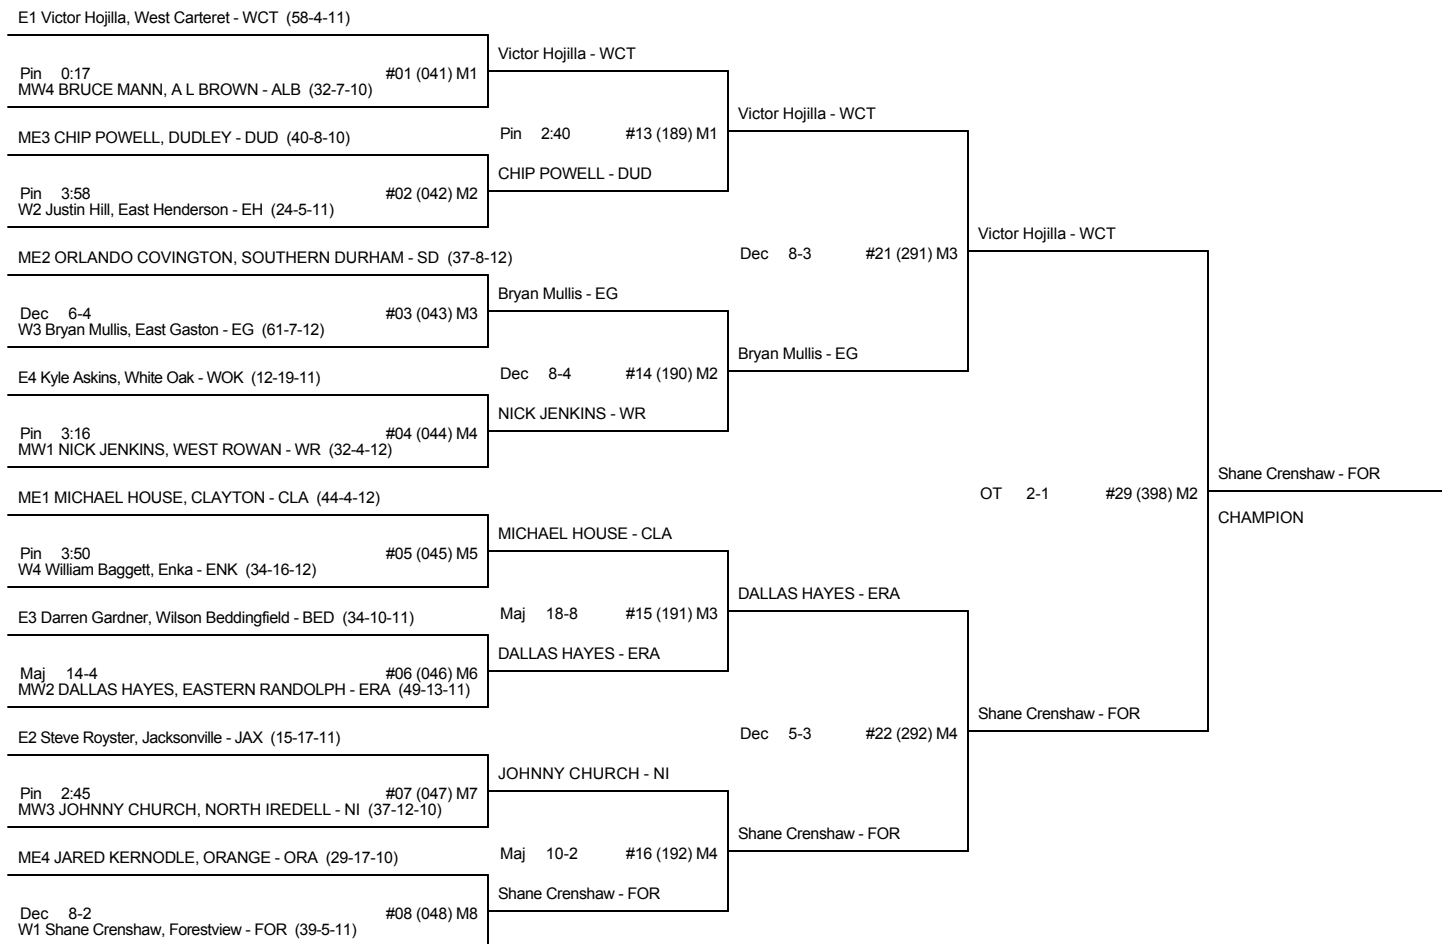 E1 Victor Hojilla, West Carteret - WCT (58-4-11)
Victor Hojilla - WCT
Pin 0:17 #01 (041) M1
MW4 BRUCE MANN, A L BROWN - ALB (32-7-10)
Victor Hojilla - WCT
ME3 CHIP POWELL, DUDLEY - DUD (40-8-10)
Pin 2:40 #13 (189) M1
CHIP POWELL - DUD
Pin 3:58 #02 (042) M2
W2 Justin Hill, East Henderson - EH (24-5-11)
Victor Hojilla - WCT
ME2 ORLANDO COVINGTON, SOUTHERN DURHAM - SD (37-8-12)
Dec 8-3 #21 (291) M3
Bryan Mullis - EG
Dec 6-4 #03 (043) M3
W3 Bryan Mullis, East Gaston - EG (61-7-12)
Bryan Mullis - EG
E4 Kyle Askins, White Oak - WOK (12-19-11)
Dec 8-4 #14 (190) M2
NICK JENKINS - WR
Pin 3:16 #04 (044) M4
MW1 NICK JENKINS, WEST ROWAN - WR (32-4-12)
Shane Crenshaw - FOR
ME1 MICHAEL HOUSE, CLAYTON - CLA (44-4-12)
OT 2-1 #29 (398) M2
CHAMPION
MICHAEL HOUSE - CLA
Pin 3:50 #05 (045) M5
W4 William Baggett, Enka - ENK (34-16-12)
DALLAS HAYES - ERA
E3 Darren Gardner, Wilson Beddingfield - BED (34-10-11)
Maj 18-8 #15 (191) M3
DALLAS HAYES - ERA
Maj 14-4 #06 (046) M6
MW2 DALLAS HAYES, EASTERN RANDOLPH - ERA (49-13-11)
Shane Crenshaw - FOR
E2 Steve Royster, Jacksonville - JAX (15-17-11)
Dec 5-3 #22 (292) M4
JOHNNY CHURCH - NI
Pin 2:45 #07 (047) M7
MW3 JOHNNY CHURCH, NORTH IREDELL - NI (37-12-10)
Shane Crenshaw - FOR
ME4 JARED KERNODLE, ORANGE - ORA (29-17-10)
Maj 10-2 #16 (192) M4
Shane Crenshaw - FOR
Dec 8-2 #08 (048) M8
W1 Shane Crenshaw, Forestview - FOR (39-5-11)